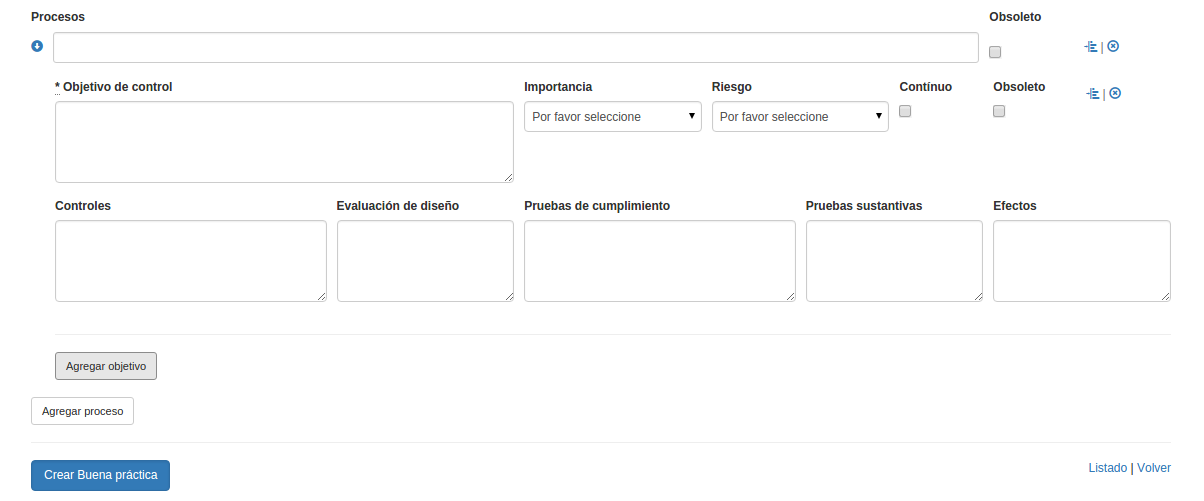 Procesos Obsoleto
|
* Objetivo de control Importancia Riesgo Contínuo Obsoleto
Por favor seleccione Por favor seleccione |
Controles Evaluación de diseño Pruebas de cumplimiento Pruebas sustantivas Efectos
Agregar objetivo
Agregar proceso
Crear Buena práctica Listado | Volver